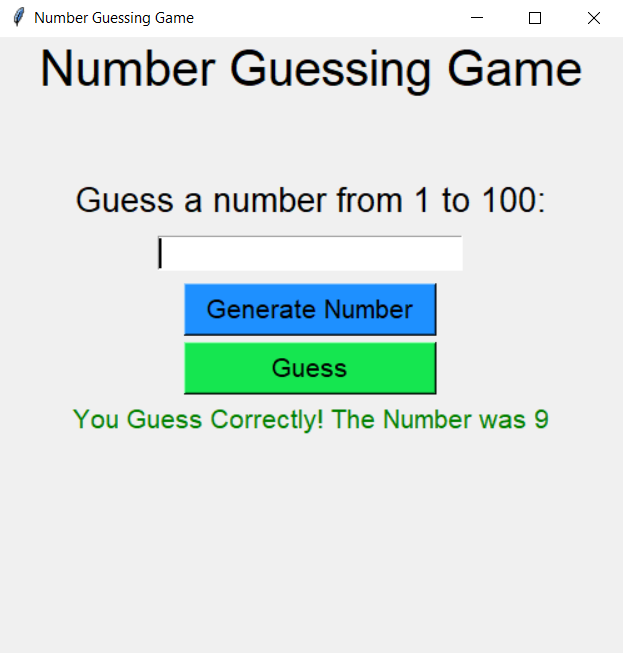 Number Guessing Game
Number Guessing Game
Guess a number from 1 to 100:
Generate Number
Guess
You Guess Correctly! The Number was 9